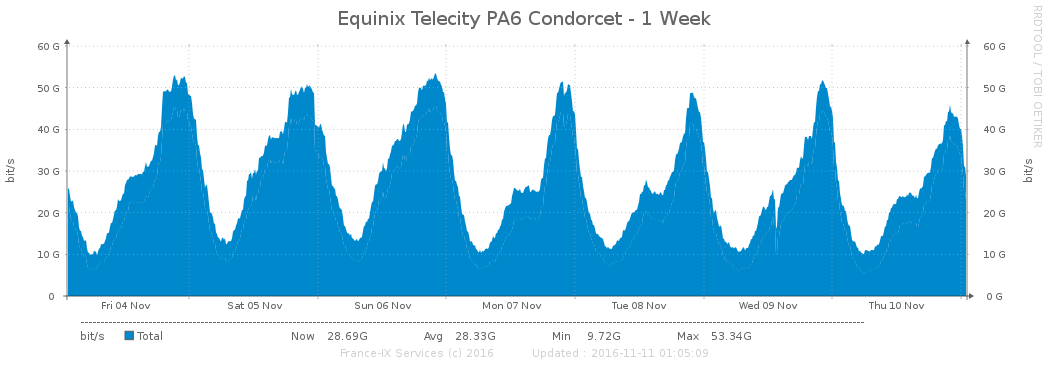 Equinix Telecity PA6 Condorcet - 1 Week
RRDTOOL / TOBI OETIKER
60 G 60 G
50 G 50 G
40 G 40 G
30 G 30 G
20 G 20 G
10 G 10 G
0 0 G
bit/s
bit/s
Fri 04 Nov Sat 05 Nov Sun 06 Nov Mon 07 Nov Tue 08 Nov Wed 09 Nov Thu 10 Nov
bit/s Total Now 28.69G Avg 28.33G Min 9.72G Max 53.34G
France-IX Services (c) 2016 Updated : 2016-11-11 01:05:09